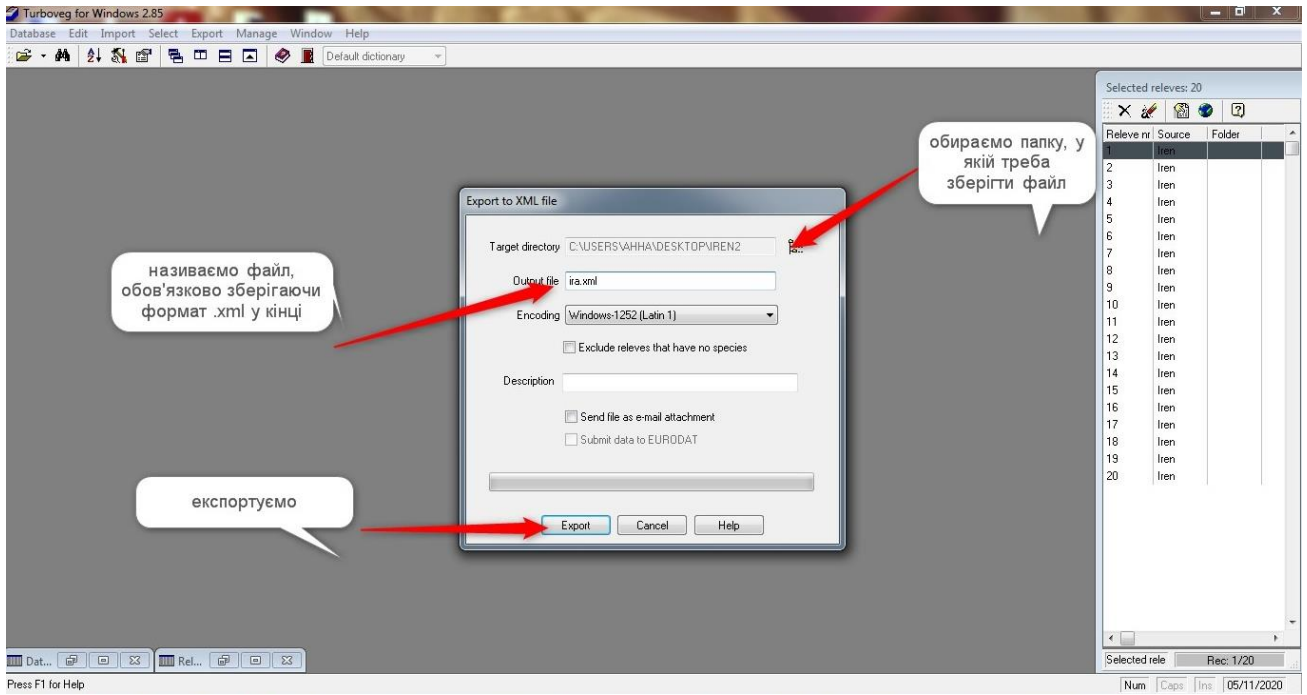 Turboveg for Windows 2.85
Database Edit Import Select Export Manage Window Help
Default dictionary
Selected releves: 20
Releve nr Source Folder
1 Iren
2 Iren
3 Iren
4 Iren
5 Iren
6 Iren
7 Iren
8 Iren
9 Iren
10 Iren
11 Iren
12 Iren
13 Iren
14 Iren
15 Iren
16 Iren
17 Iren
18 Iren
19 Iren
20 Iren
обираємо папку, у
якій треба
зберігти файл
Export to XML file
Target directory C:\USERS\AHHA\DESKTOP\IREN2
Output file ira.xml
Encoding Windows-1252 (Latin 1)
Exclude releves that have no species
Description
Send file as e-mail attachment
Submit data to EURODAT
Export Cancel Help
називаємо файл,
обов'язково зберігаючи
формат .xml у кінці
експортуємо
Dat... Rel...
Selected rele Rec: 1/20
Press F1 for Help
Num Caps Ins 05/11/2020